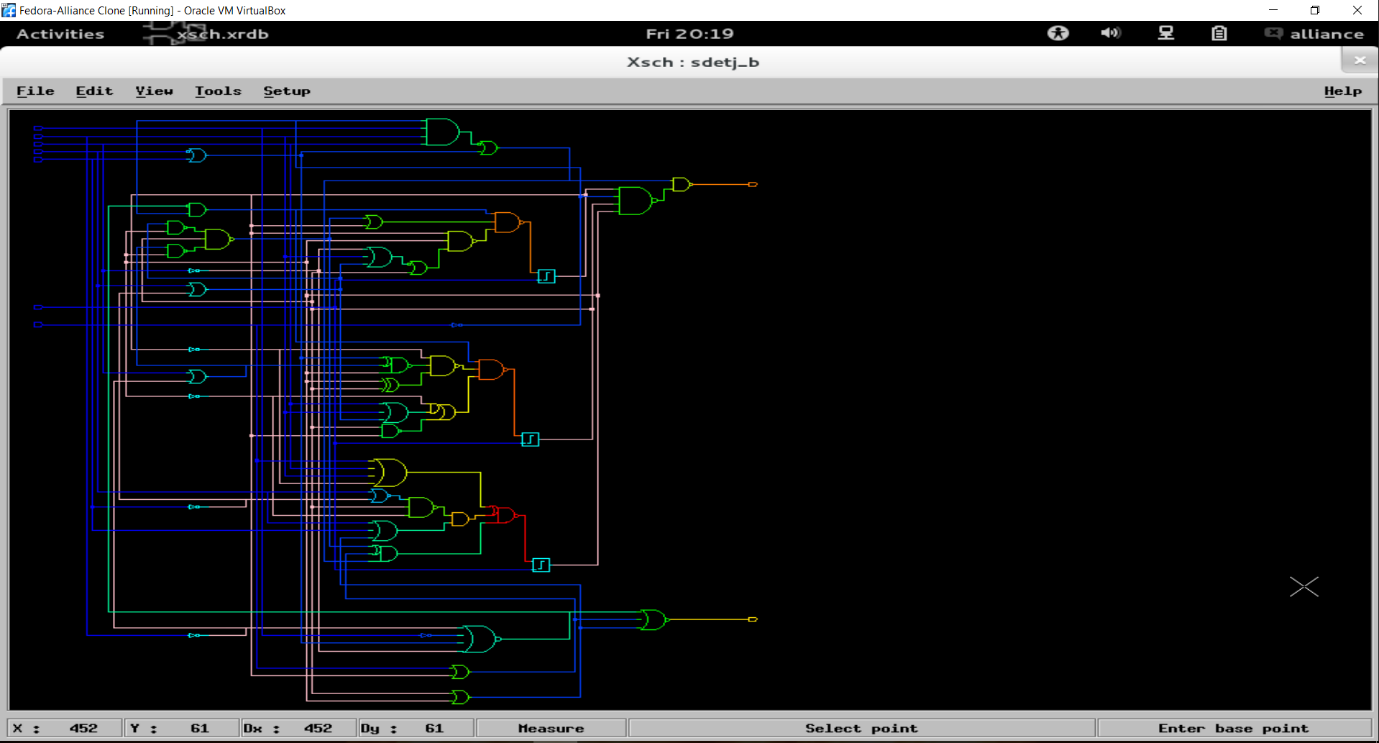 Fedora-Alliance Clone [Running] - Oracle VM VirtualBox
Activities xsch.xrdb Fri 20:19 alliance
Xsch : sdetj_b
File Edit View Tools Setup Help
X : 452 Y : 61 Dx : 452 Dy : 61 Measure Select point Enter base point